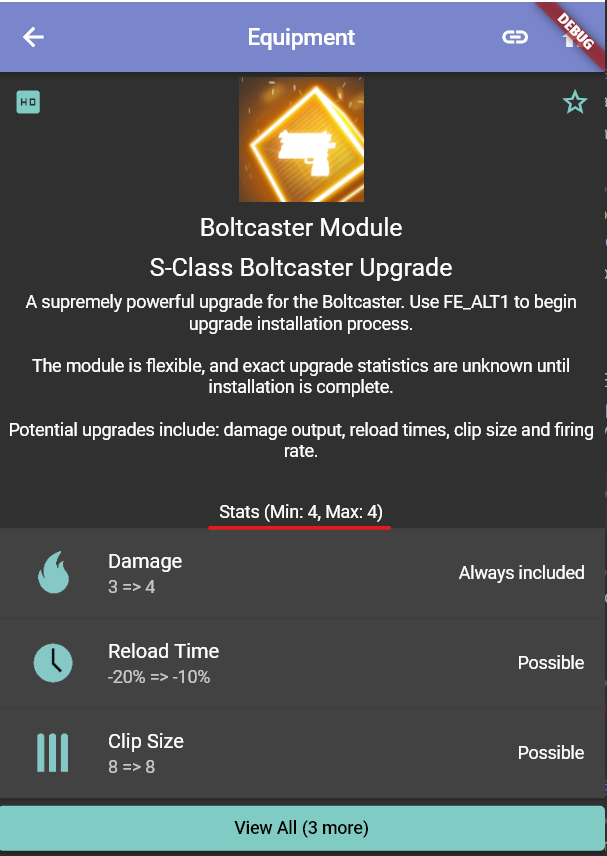 Equipment
DEBUG
HD
Boltcaster Module
S-Class Boltcaster Upgrade
A supremely powerful upgrade for the Boltcaster. Use FE_ALT1 to begin
upgrade installation process.
The module is flexible, and exact upgrade statistics are unknown until
installation is complete.
Potential upgrades include: damage output, reload times, clip size and firing
rate.
Stats (Min: 4, Max: 4)
Damage
3 => 4
Always included
Reload Time
-20% => -10%
Possible
Clip Size
8 => 8
Possible
View All (3 more)